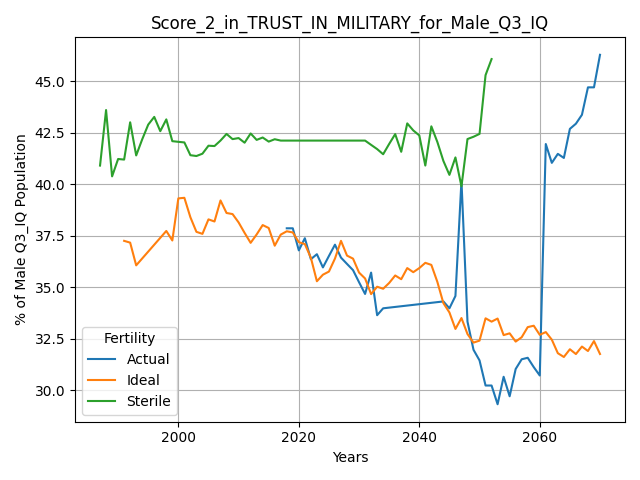 Score_2_in_TRUST_IN_MILITARY_for_Male_Q3_IQ
% of Male Q3_IQ Population
45.0
42.5
40.0
37.5
35.0
32.5
30.0
Fertility
Actual
Ideal
Sterile
2000
2020
2040
2060
Years